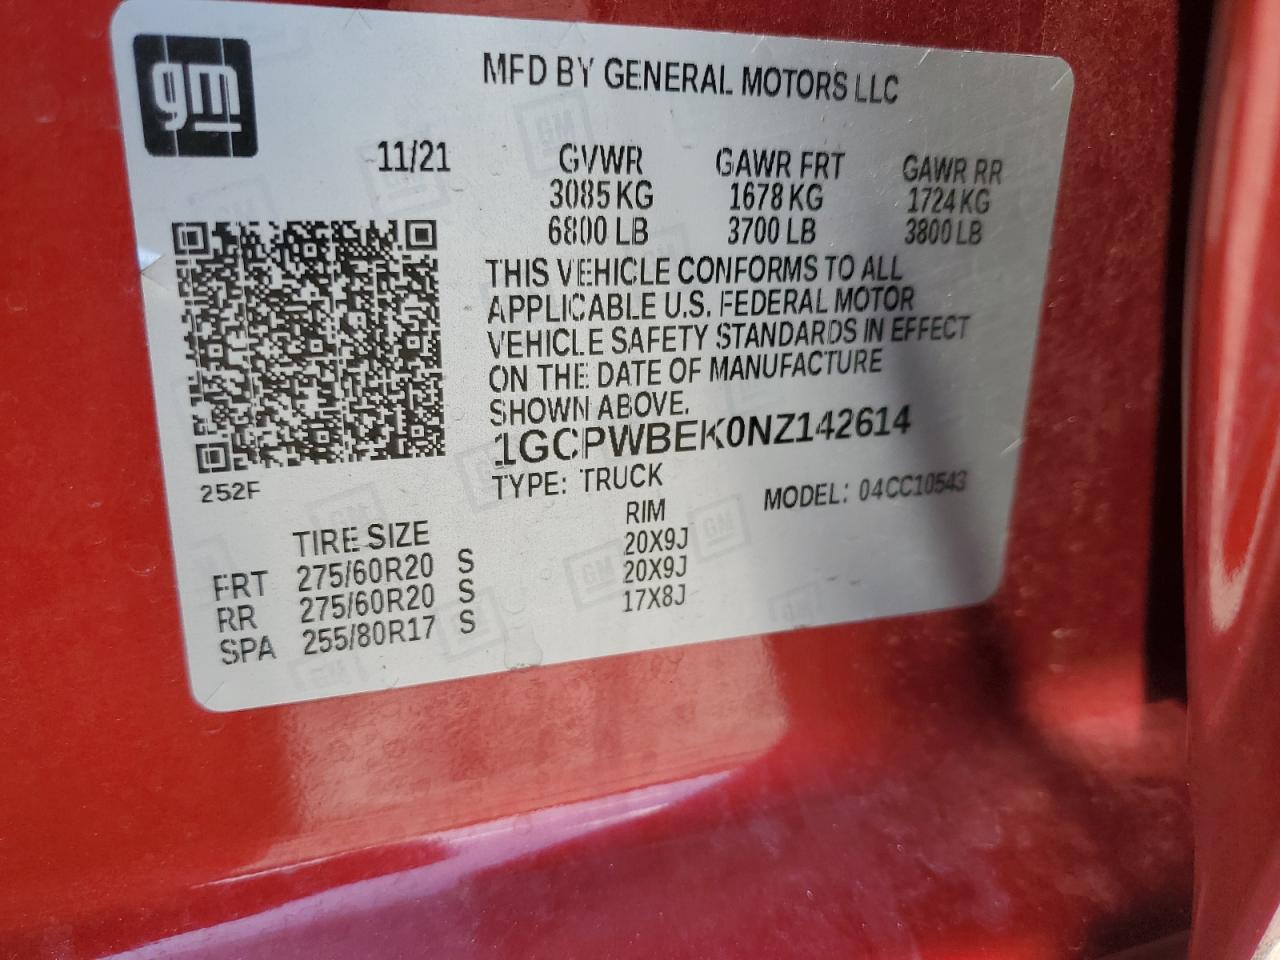 gm
MFD BY GENERAL MOTORS LLC
11/21 GVWR GAWR FRT GAWR RR
3085 KG 1678 KG 1724 KG
6800 LB 3700 LB 3800 LB
THIS VEHICLE CONFORMS TO ALL
APPLICABLE U.S. FEDERAL MOTOR
VEHICLE SAFETY STANDARDS IN EFFECT
ON THE DATE OF MANUFACTURE
SHOWN ABOVE.
1GCPWBEK0NZ142614
252F
TYPE: TRUCK MODEL: 04CC10543
TIRE SIZE RIM
FRT 275/60R20 S 20X9J
RR 275/60R20 S 20X9J
SPA 255/80R17 S 17X8J